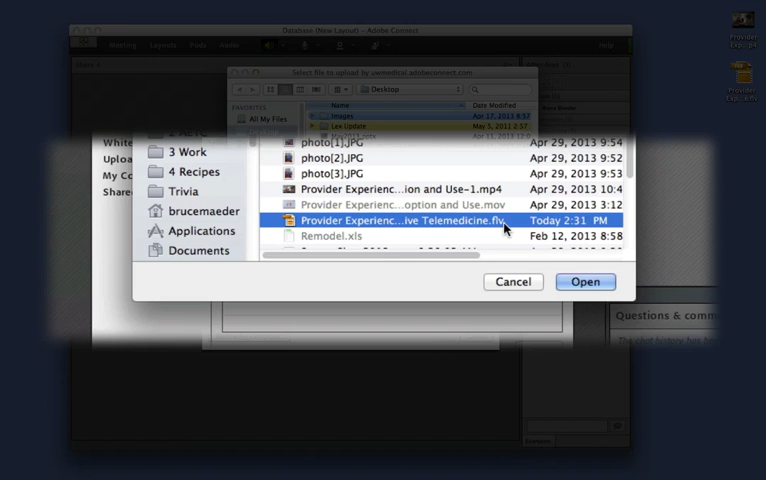 Database (New Layout) - Adobe Connect
Meeting Layouts Pods Audio Help
Select file to upload by uwmedical.adobeconnect.com
Desktop
FAVORITES
All My Files
Name Date Modified
Images Apr 17, 2013 8:57
Lex Update May 5, 2011 2:57
photo[1].JPG Apr 29, 2013 9:54
photo[2].JPG Apr 29, 2013 9:52
photo[3].JPG Apr 29, 2013 9:53
Provider Experienc...ion and Use-1.mp4 Apr 29, 2013 10:4
Provider Experienc...option and Use.mov Apr 29, 2013 3:12
Provider Experienc...ive Telemedicine.flv Today 2:31 PM
Remodel.xls Feb 12, 2013 8:58
3 Work
4 Recipes
Trivia
brucemaeder
Applications
Documents
White
Uploa
My Co
Share
Cancel Open
Questions & comm
The chat history has be
Provider
Exp...p4
Provider
Exp...flv